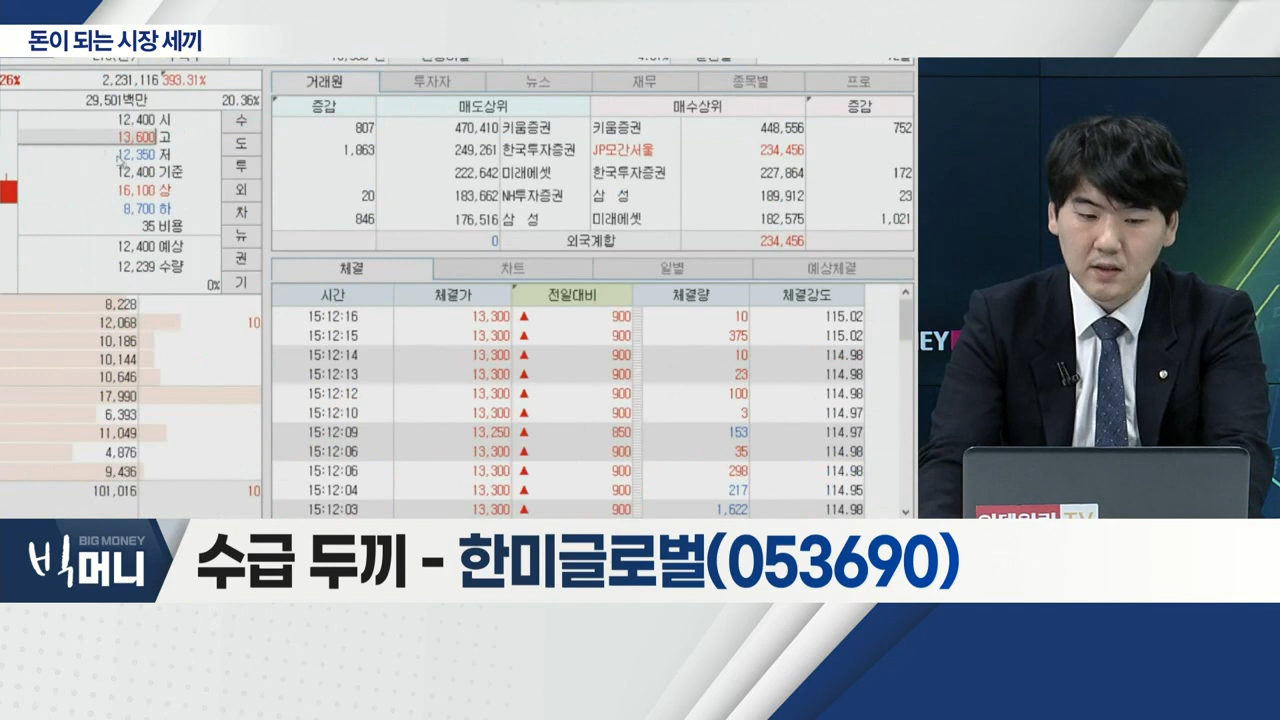 돈이 되는 시장 세끼
26% 2,231,116 393.31%
29,501백만 20.36%
12,400 시
13,600 고
12,350 저
12,400 기준
16,100 상
8,700 하
35 비용
12,400 예상
12,239 수량
0%
수
도
투
외
차
뉴
권
기
8,228
12,068 10
10,186
10,144
10,646
17,990
6,393
11,049
4,876
9,436
101,016 10
거래원 투자자 뉴스 재무 종목별 프로
증감 매도상위 매수상위 증감
807 470,410 키움증권 키움증권 448,556 752
1,863 249,261 한국투자증권 JP모간서울 234,456
222,642 미래에셋 한국투자증권 227,864 172
20 183,662 NH투자증권 삼 성 189,912 23
846 176,516 삼 성 미래에셋 182,575 1,021
0 외국계합 234,456
체결 차트 일별 예상체결
시간 체결가 전일대비 체결량 체결강도
15:12:16 13,300 ▲ 900 10 115.02
15:12:15 13,300 ▲ 900 375 115.02
15:12:14 13,300 ▲ 900 10 114.98
15:12:13 13,300 ▲ 900 23 114.98
15:12:12 13,300 ▲ 900 100 114.98
15:12:10 13,300 ▲ 900 3 114.97
15:12:09 13,250 ▲ 850 153 114.97
15:12:06 13,300 ▲ 900 35 114.98
15:12:06 13,300 ▲ 900 298 114.98
15:12:04 13,300 ▲ 900 217 114.95
15:12:03 13,300 ▲ 900 1,622 114.98
EY
TV
BIG MONEY
빅머니
수급 두끼 - 한미글로벌(053690)